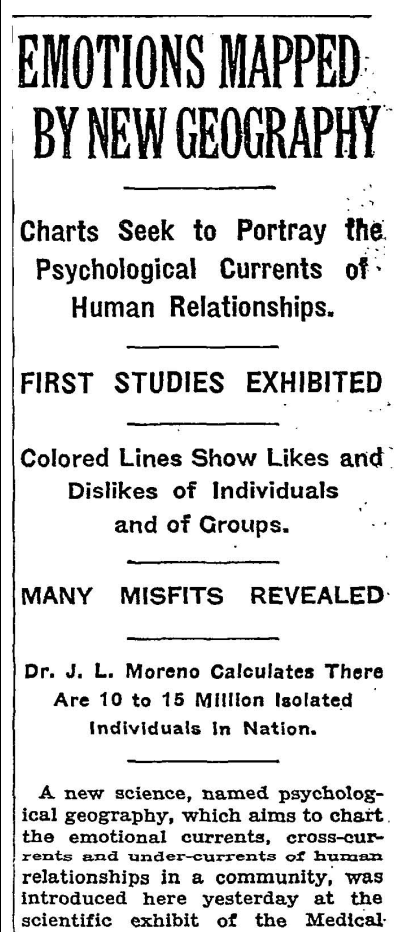 EMOTIONS MAPPED
BY NEW GEOGRAPHY
Charts Seek to Portray the
Psychological Currents of
Human Relationships.
FIRST STUDIES EXHIBITED
Colored Lines Show Likes and
Dislikes of Individuals
and of Groups.
MANY MISFITS REVEALED
Dr. J. L. Moreno Calculates There
Are 10 to 15 Million Isolated
Individuals in Nation.
A new science, named psycholog-
ical geography, which aims to chart
the emotional currents, cross-cur-
rents and under-currents of human
relationships in a community, was
introduced here yesterday at the
scientific exhibit of the Medical